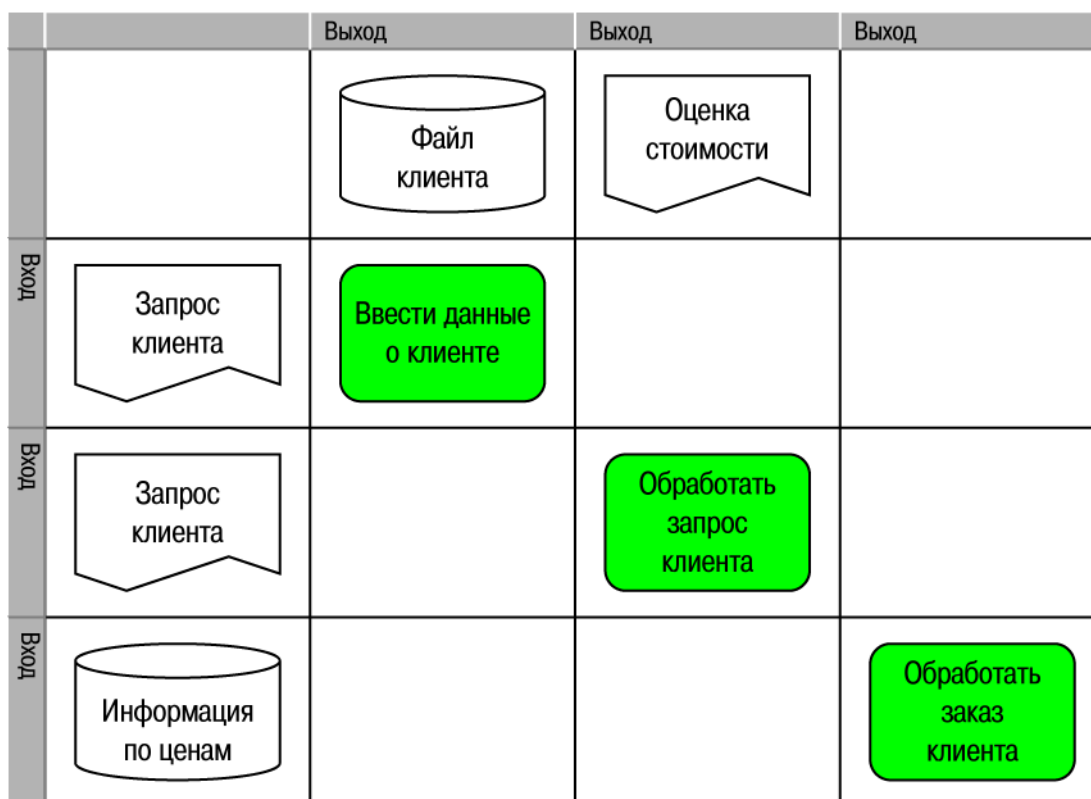 Выход
Выход
Выход
Файл
клиента
Оценка
стоимости
Вход
Запрос
клиента
Ввести данные
о клиенте
Вход
Запрос
клиента
Обработать
запрос
клиента
Вход
Информация
по ценам
Обработать
заказ
клиента